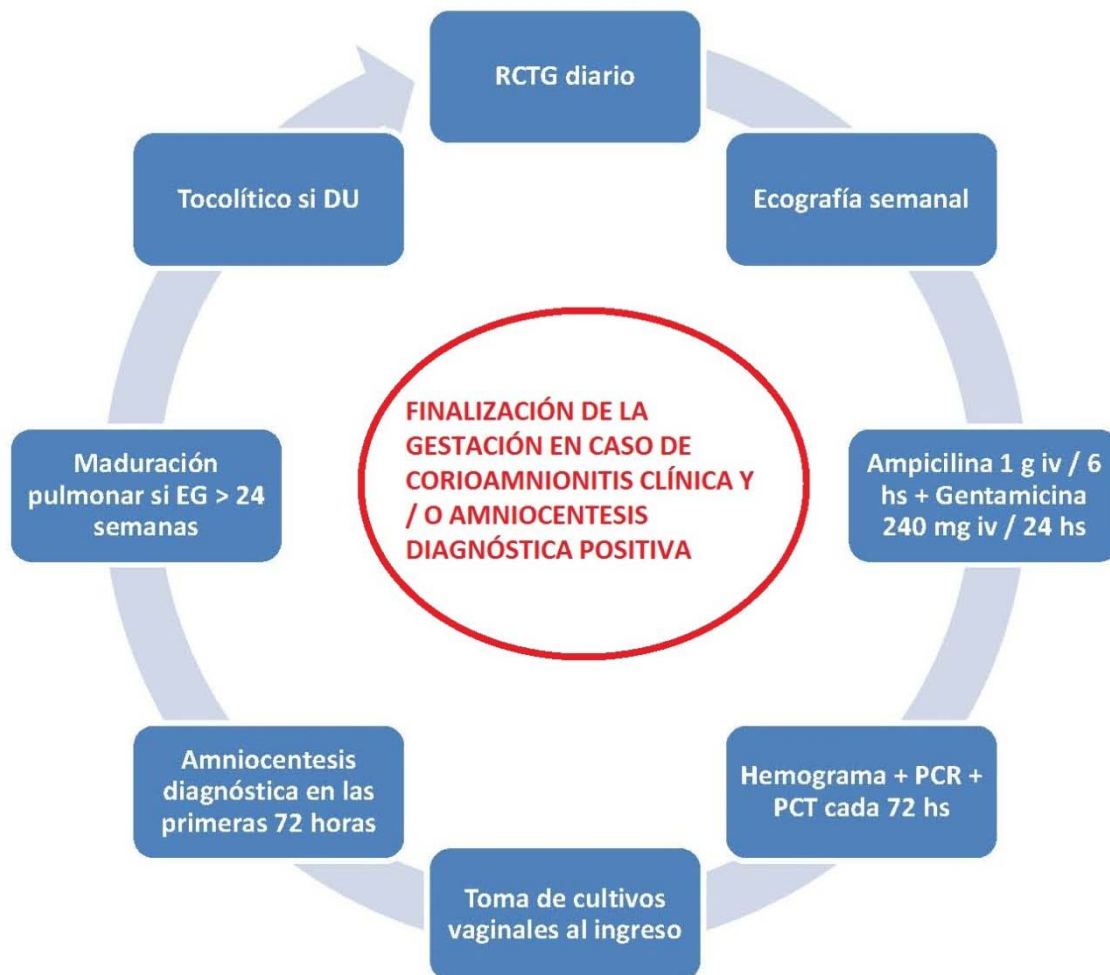 RCTG diario
Ecografía semanal
Ampicilina 1 g iv / 6
hs + Gentamicina
240 mg iv / 24 hs
Hemograma + PCR +
PCT cada 72 hs
Toma de cultivos
vaginales al ingreso
Amniocentesis
diagnóstica en las
primeras 72 horas
Maduración
pulmonar si EG > 24
semanas
Tocolítico si DU
FINALIZACIÓN DE LA
GESTACIÓN EN CASO DE
CORIOAMNIONITIS CLÍNICA Y
/ O AMNIOCENTESIS
DIAGNÓSTICA POSITIVA